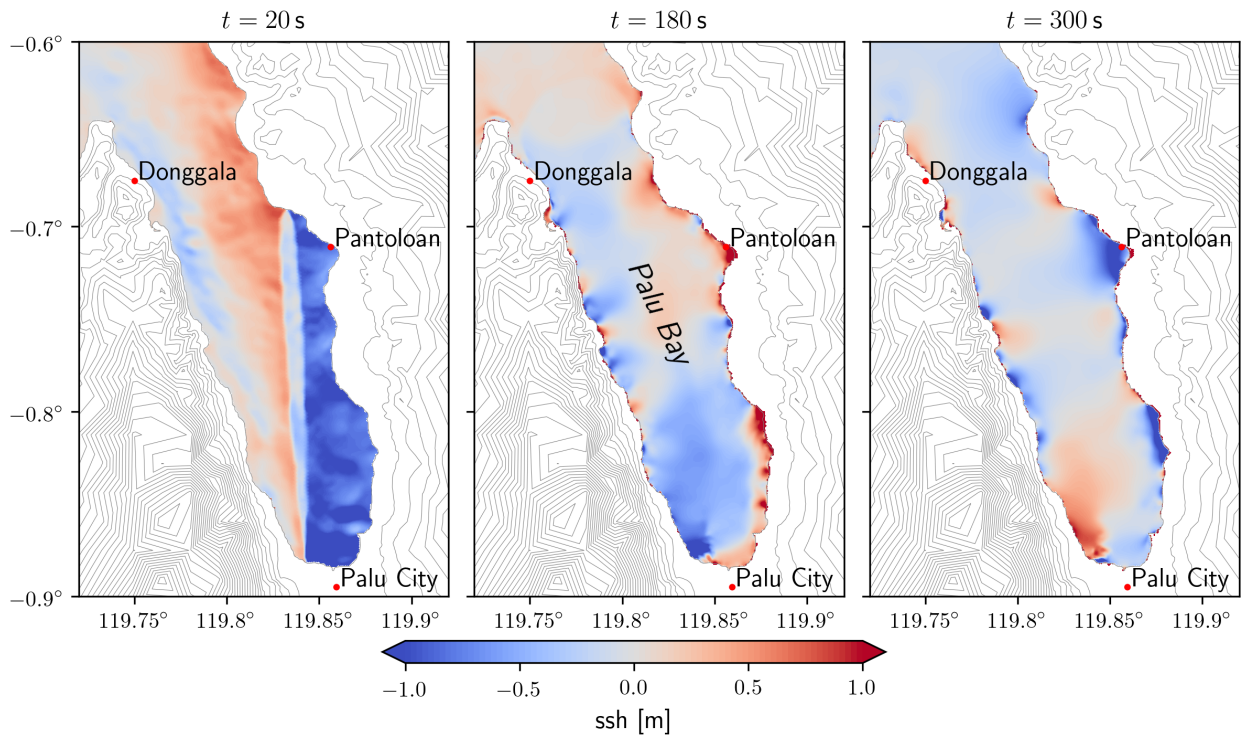 t = 20 s
t = 180 s
t = 300 s
−0.6°
−0.7°
−0.8°
−0.9°
Donggala
Pantoloan
Palu City
Donggala
Pantoloan
Palu Bay
Palu City
Donggala
Pantoloan
Palu City
119.75° 119.8° 119.85° 119.9°
119.75° 119.8° 119.85° 119.9°
119.75° 119.8° 119.85° 119.9°
−1.0 −0.5 0.0 0.5 1.0
ssh [m]